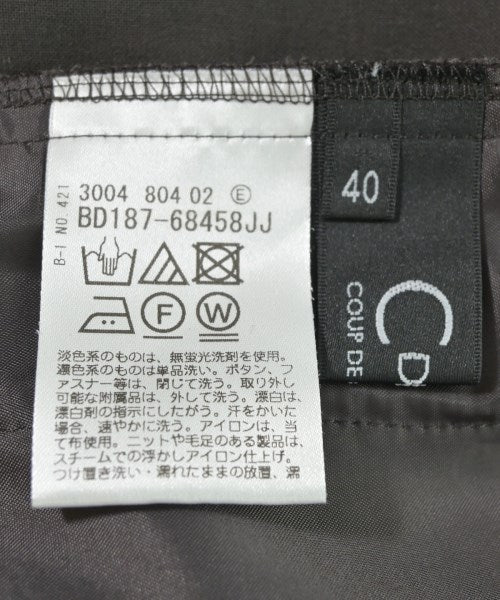 B-1 NO.421
3004 804 02 Ⓔ
BD187-68458JJ
F
W
淡色系のものは、無蛍光洗剤を使用。
濃色系のものは単品洗い。ボタン、フ
ァスナー等は、閉じて洗う。取り外し
可能な附属品は、外して洗う。漂白は、
漂白剤の指示にしたがう。汗をかいた
場合、速やかに洗う。アイロンは、当
て布使用。ニットや毛足のある製品は、
スチームでの浮かしアイロン仕上げ。
つけ置き洗い・濡れたままの放置、濡
40
CD
COUP DE